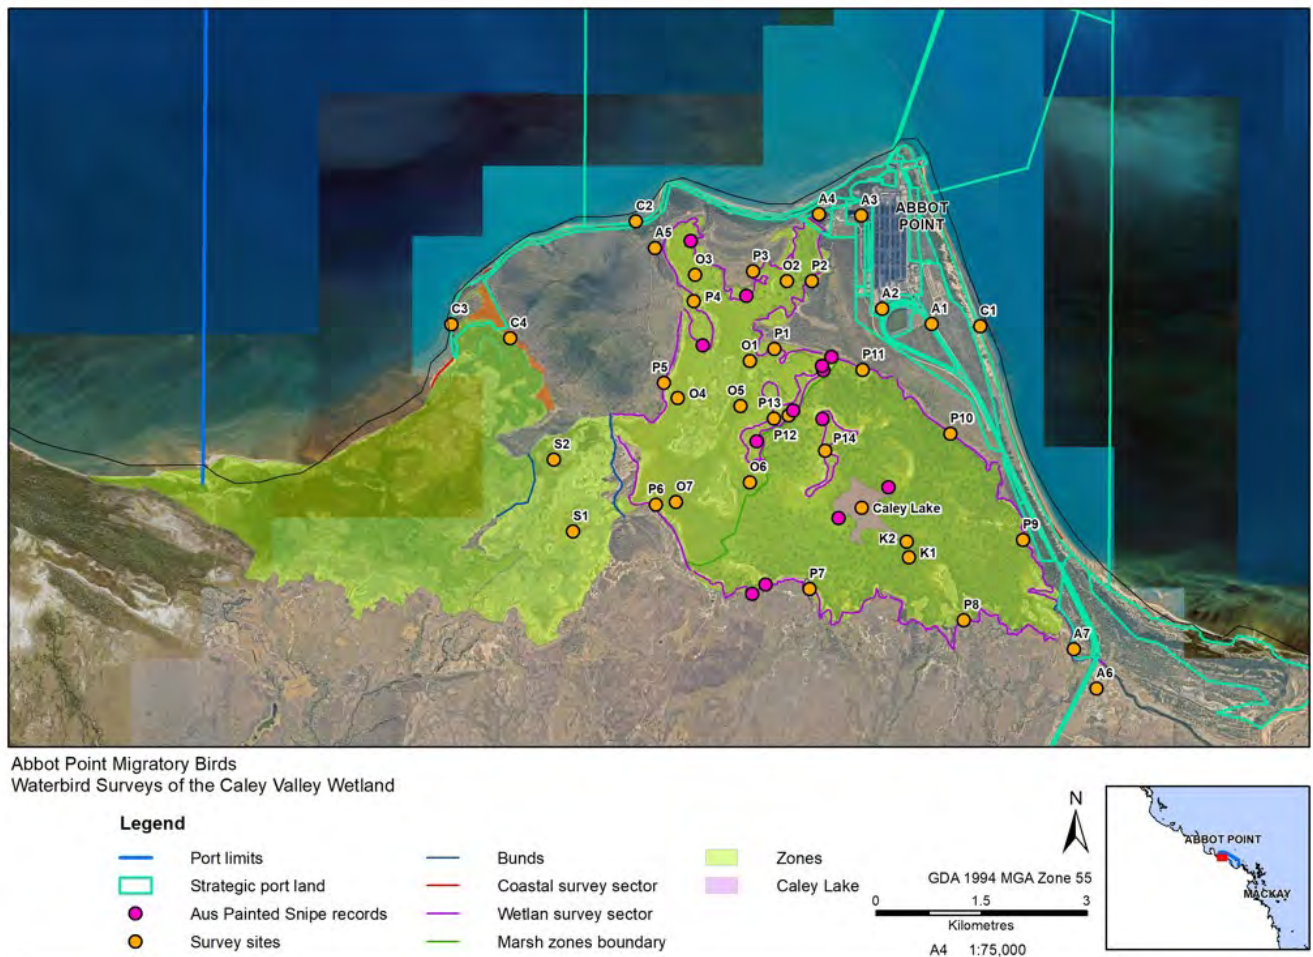 A4
A3
ABBOT
POINT
C2
A5
O3
P3
O2
P2
P4
A2
A1
C1
C3
C4
O1
P1
P11
P5
O4
O5
P13
P12
P10
P14
S2
O6
P6
O7
Caley Lake
S1
K2
K1
P9
P7
P8
A7
A6
Abbot Point Migratory Birds
Waterbird Surveys of the Caley Valley Wetland
Legend
Port limits
Strategic port land
Aus Painted Snipe records
Survey sites
Bunds
Coastal survey sector
Wetlan survey sector
Marsh zones boundary
Zones
Caley Lake
N
GDA 1994 MGA Zone 55
0 1.5 3
Kilometres
A4 1:75,000
ABBOT POINT
MACKAY